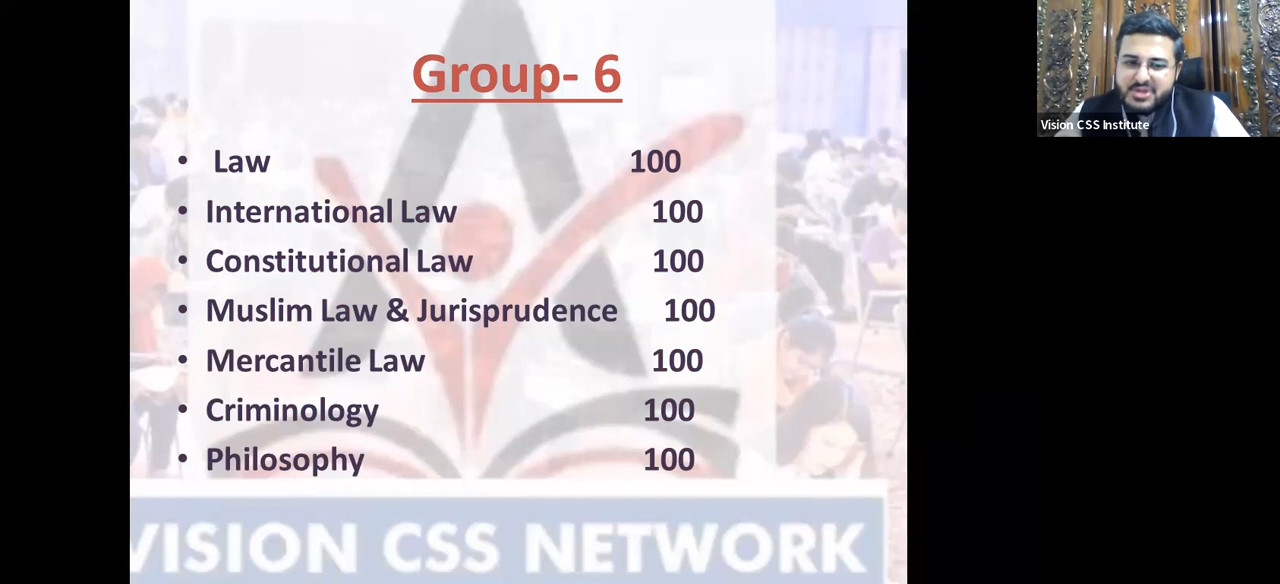 Group- 6
• Law 100
• International Law 100
• Constitutional Law 100
• Muslim Law & Jurisprudence 100
• Mercantile Law 100
• Criminology 100
• Philosophy 100
VISION CSS NETWORK
Vision CSS Institute